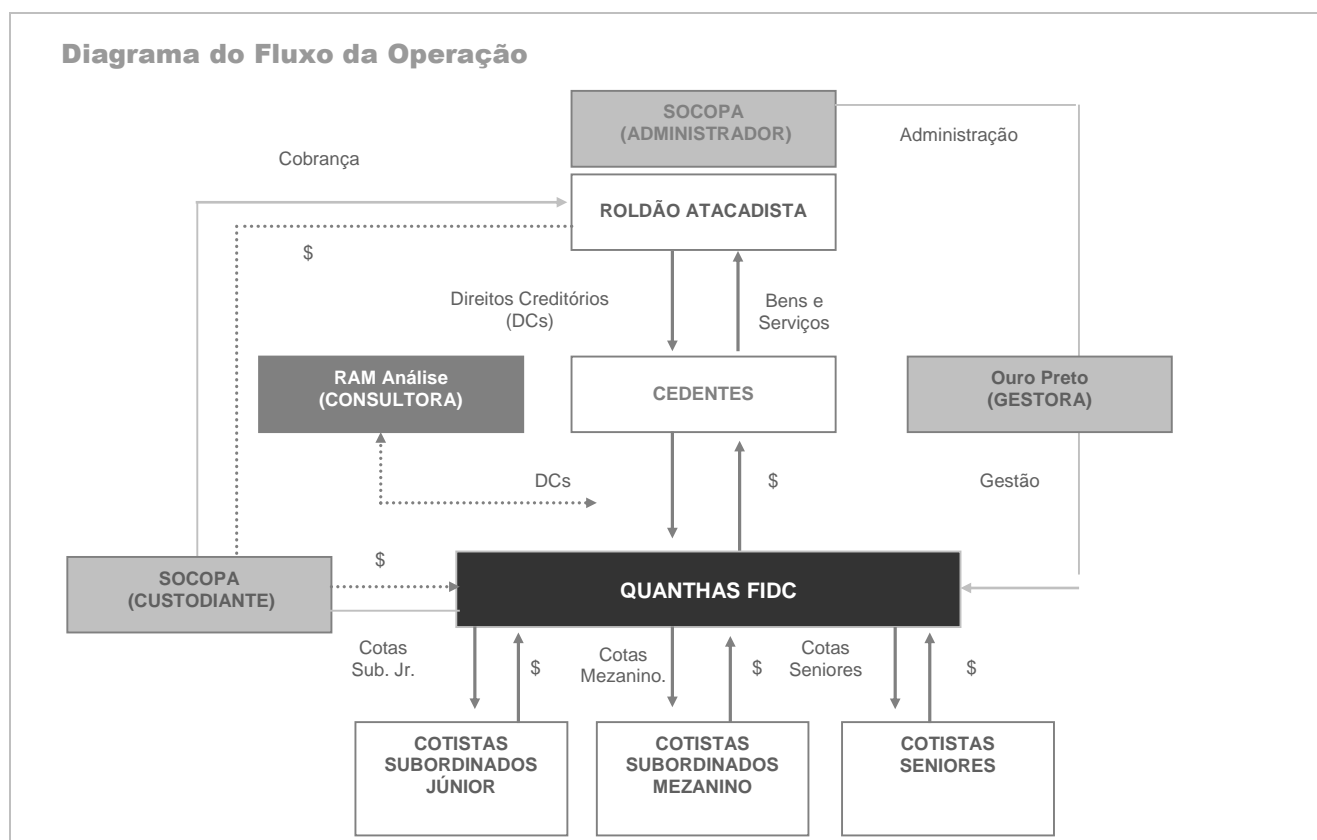 Diagrama do Fluxo da Operação
SOCOPA
(ADMINISTRADOR)
Administração
Cobrança
ROLDÃO ATACADISTA
$
Direitos Creditórios
(DCs)
Bens e
Serviços
RAM Análise
(CONSULTORA)
CEDENTES
Ouro Preto
(GESTORA)
DCs
$
Gestão
$
SOCOPA
(CUSTODIANTE)
QUANTHAS FIDC
Cotas
Sub. Jr.
$
Cotas
Mezanino.
$
Cotas
Seniores
$
COTISTAS
SUBORDINADOS
JÚNIOR
COTISTAS
SUBORDINADOS
MEZANINO
COTISTAS
SENIORES